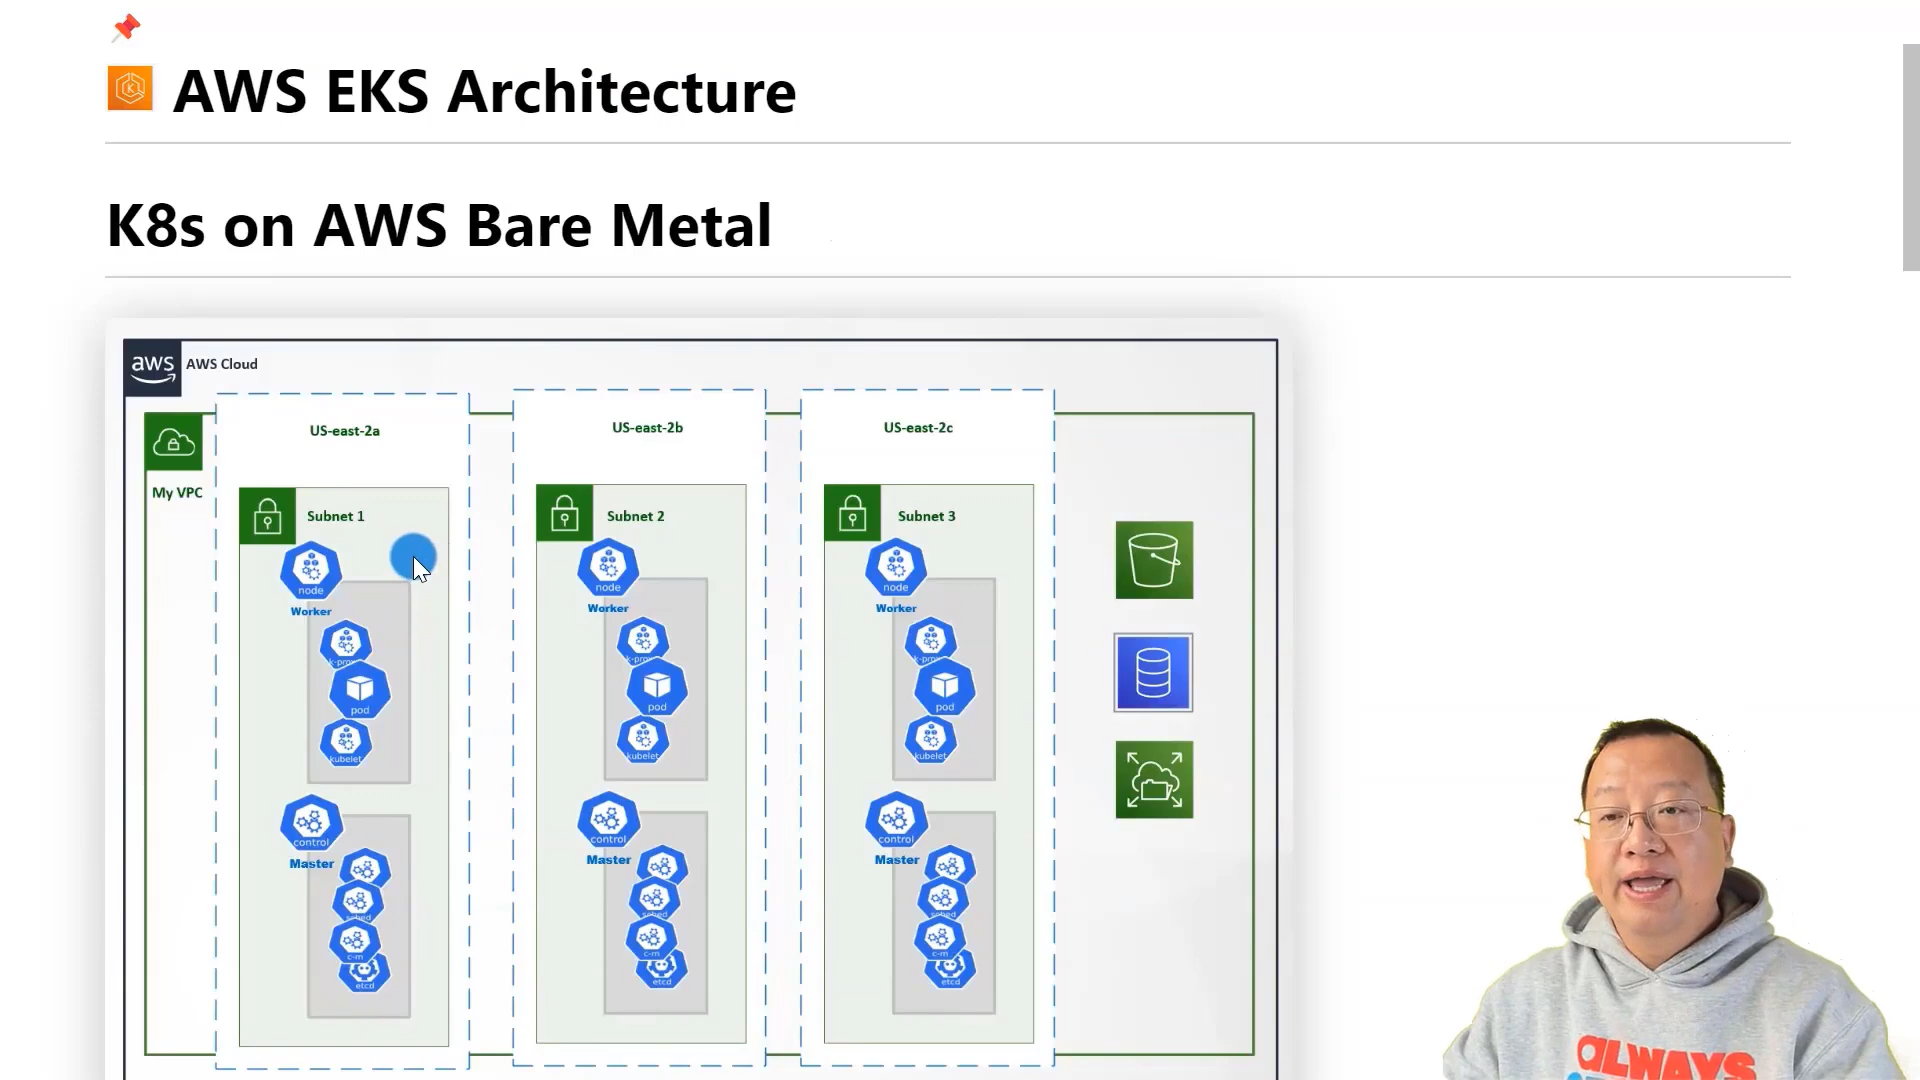 AWS EKS Architecture
K8s on AWS Bare Metal
aws
AWS Cloud
US-east-2a
US-east-2b
US-east-2c
My VPC
Subnet 1
Subnet 2
Subnet 3
node
node
node
Worker
Worker
Worker
pod
pod
pod
kubelet
kubelet
kubelet
control
control
control
Master
Master
Master
c-m
c-m
c-m
etcd
etcd
etcd
ALWAYS